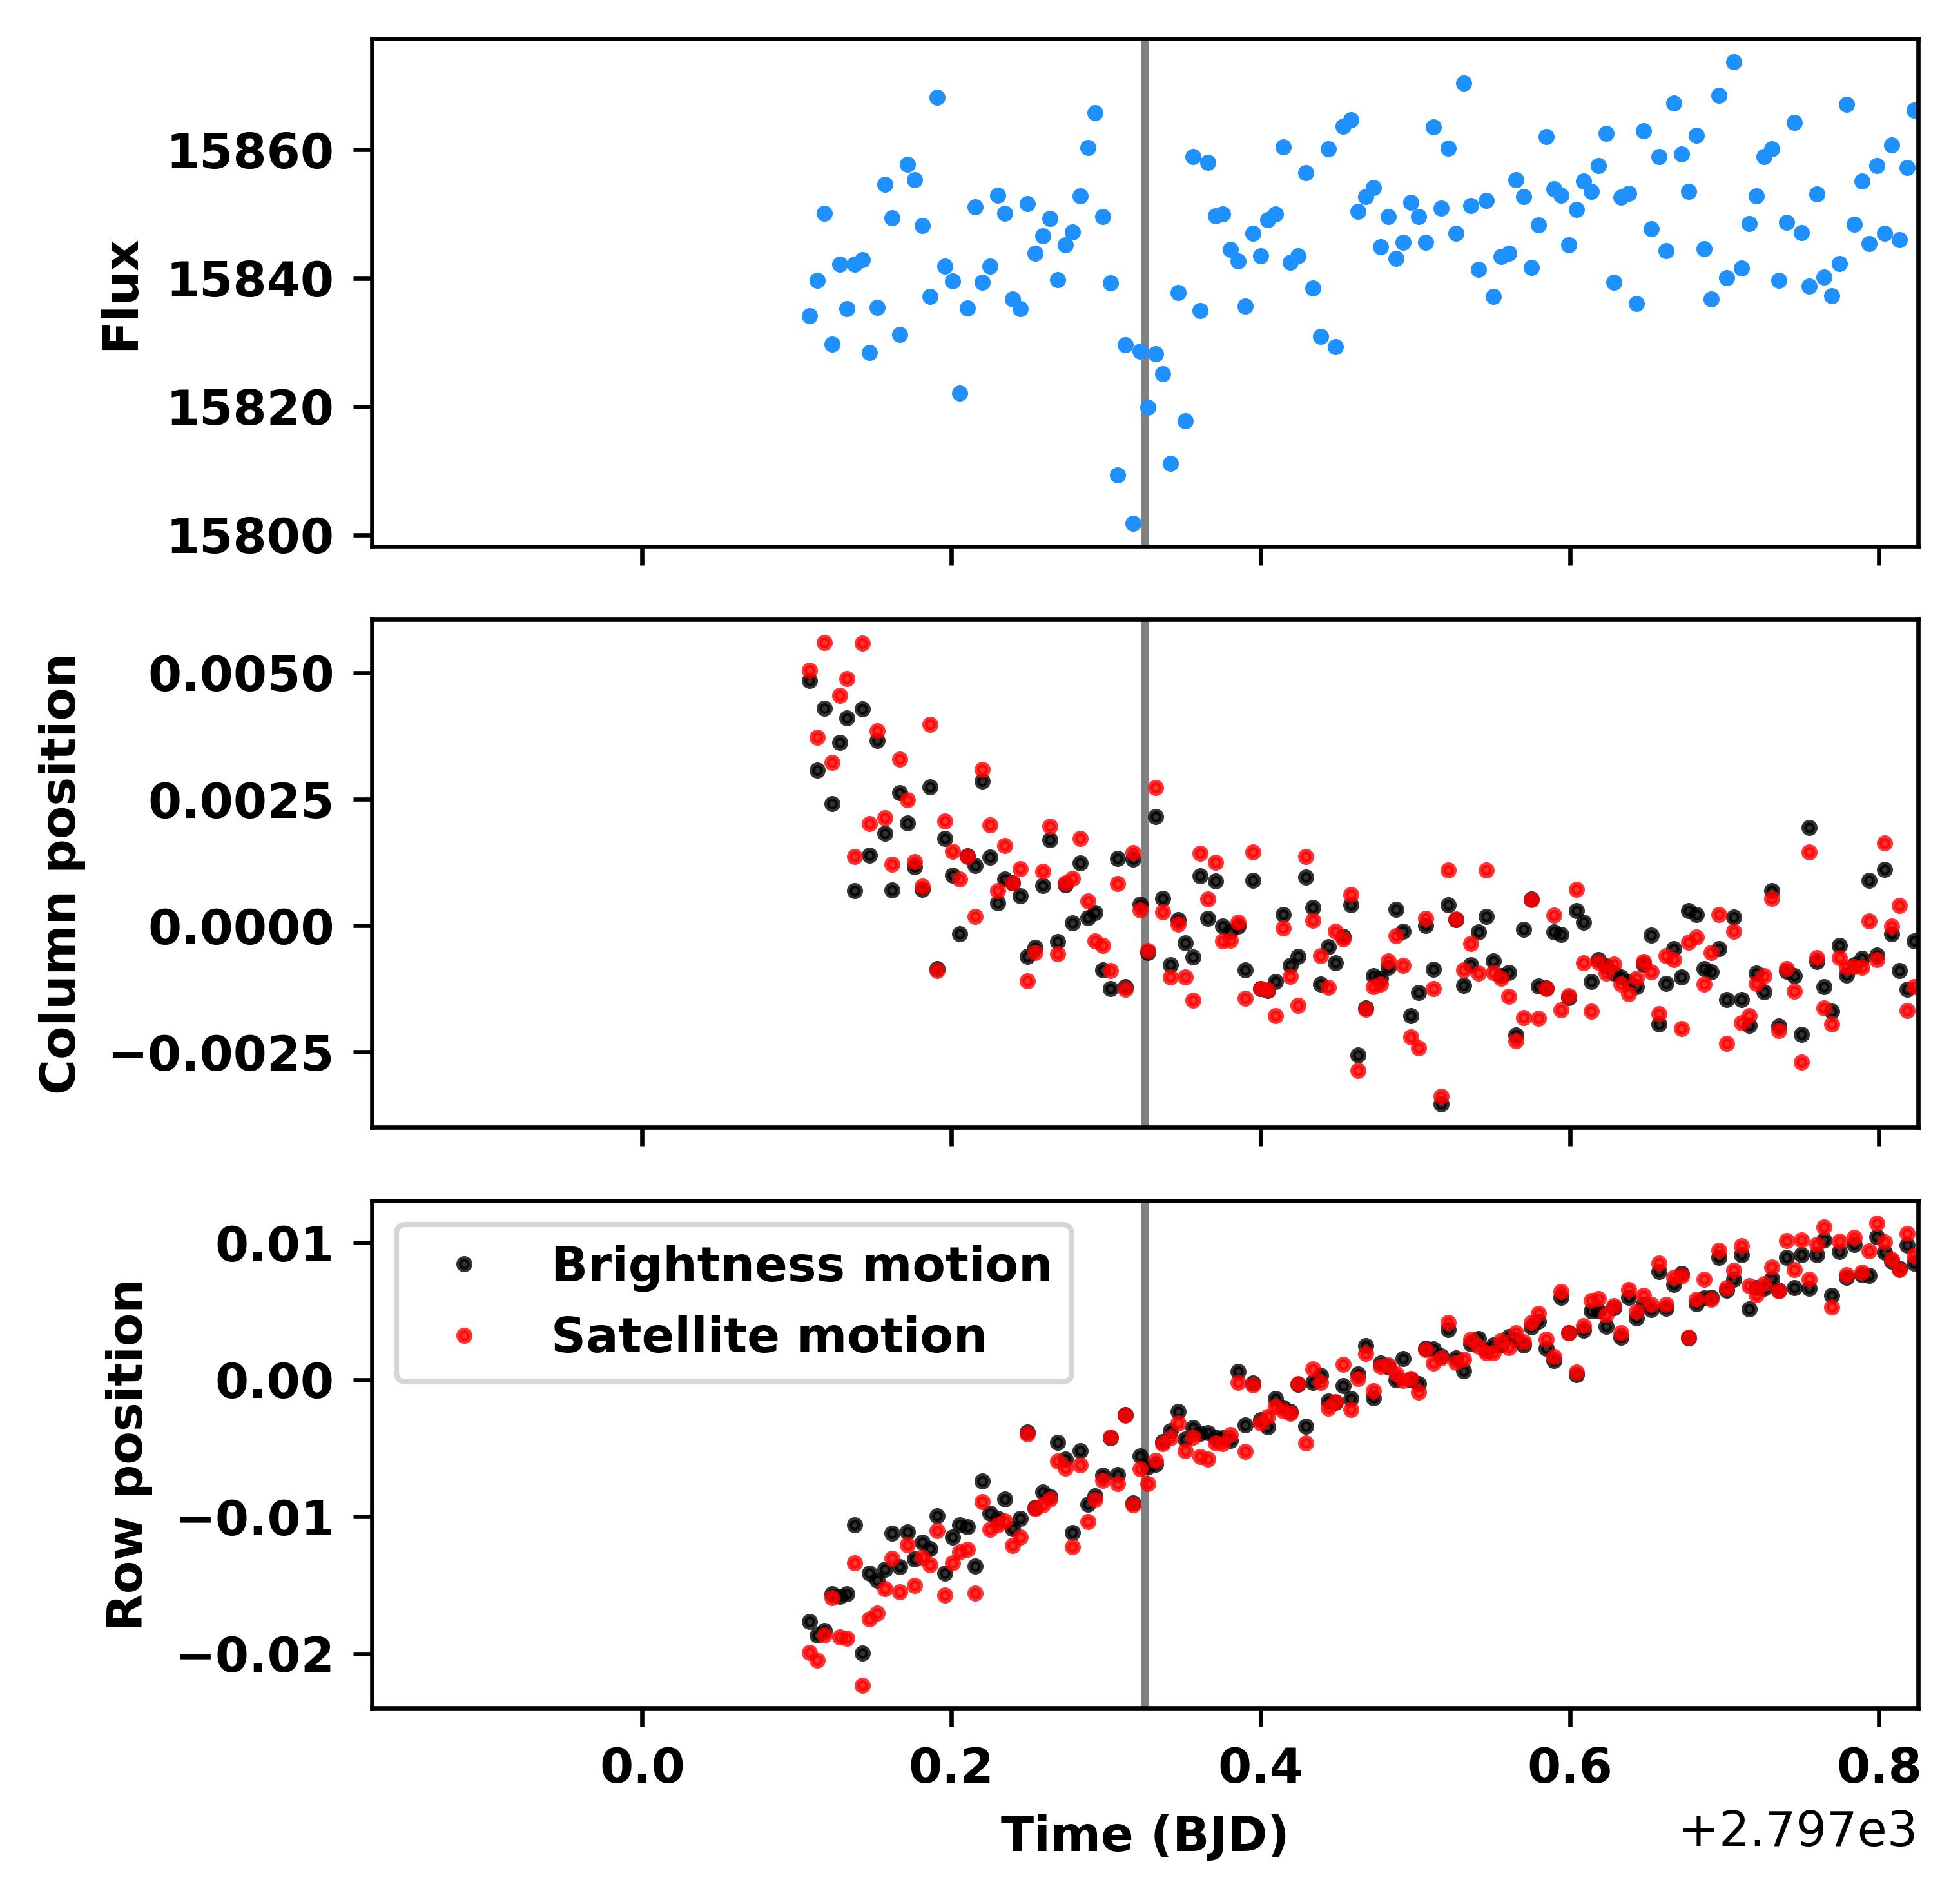 Flux
15860
15840
15820
15800
Column position
0.0050
0.0025
0.0000
−0.0025
Row position
0.01
0.00
−0.01
−0.02
Brightness motion
Satellite motion
0.0 0.2 0.4 0.6 0.8
Time (BJD)
+2.797e3